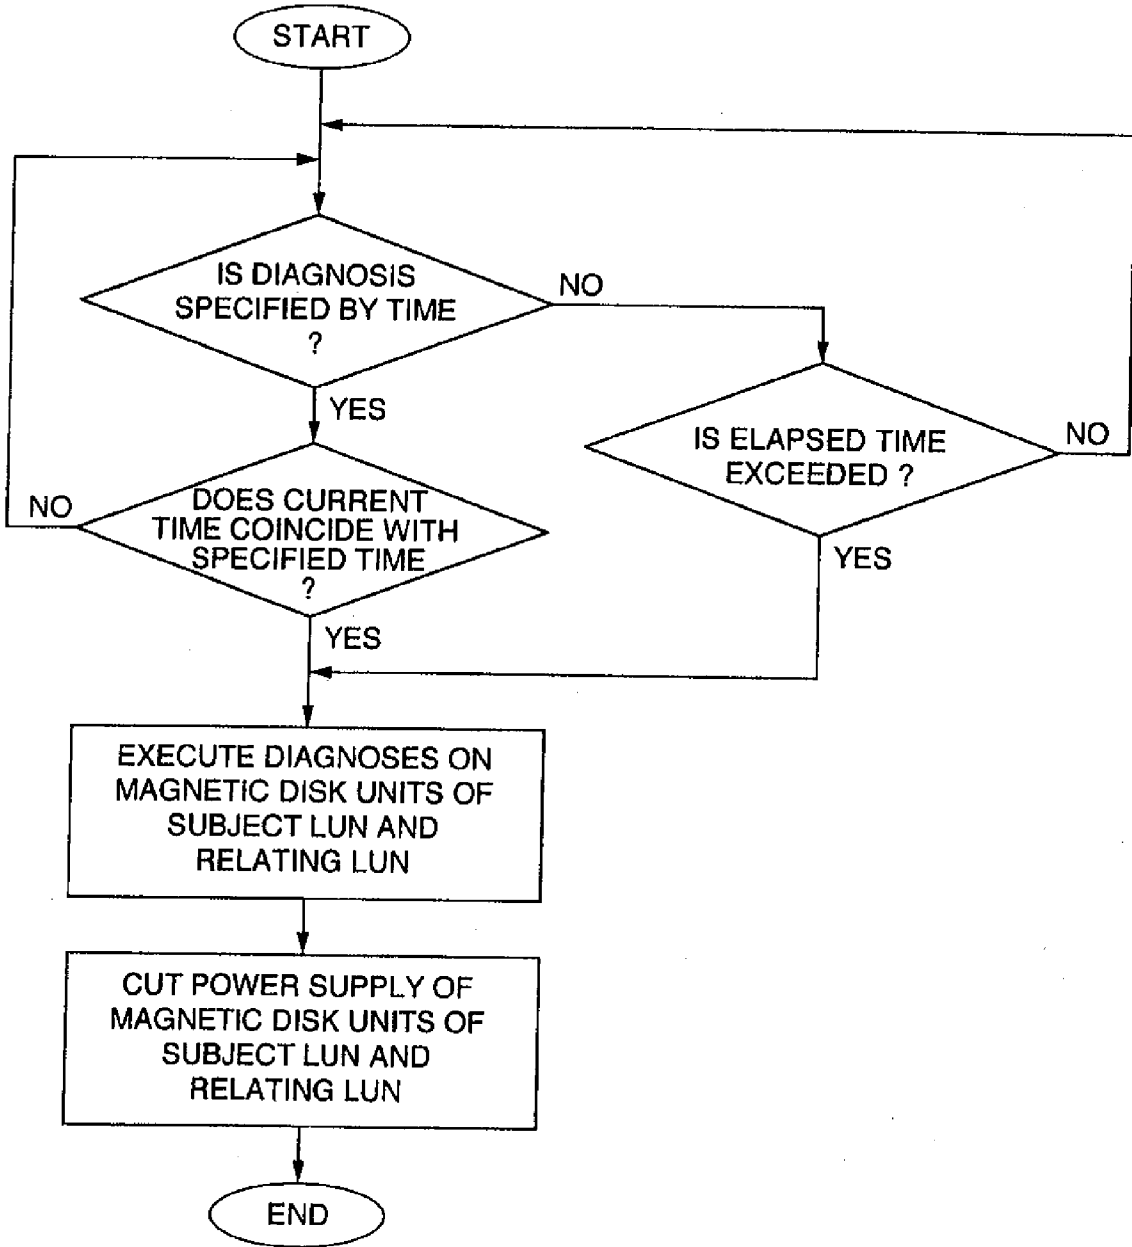 START
IS DIAGNOSIS
SPECIFIED BY TIME
?
NO
YES
IS ELAPSED TIME
EXCEEDED ?
NO
YES
DOES CURRENT
TIME COINCIDE WITH
SPECIFIED TIME
?
NO
YES
EXECUTE DIAGNOSES ON
MAGNETIC DISK UNITS OF
SUBJECT LUN AND
RELATING LUN
CUT POWER SUPPLY OF
MAGNETIC DISK UNITS OF
SUBJECT LUN AND
RELATING LUN
END